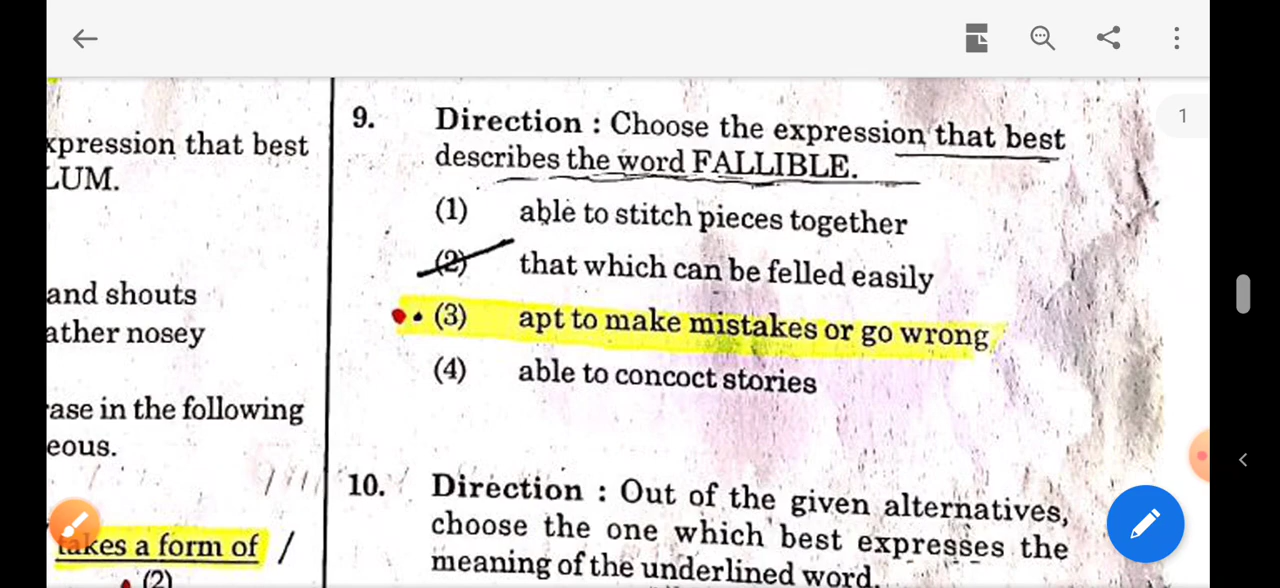 1
xpression that best
LUM.
and shouts
ather nosey
ase in the following
eous.
takes a form of /
(2)
9. Direction : Choose the expression that best
describes the word FALLIBLE.
(1) able to stitch pieces together
(2) that which can be felled easily
(3) apt to make mistakes or go wrong
(4) able to concoct stories
10. Direction : Out of the given alternatives,
choose the one which best expresses the
meaning of the underlined word.